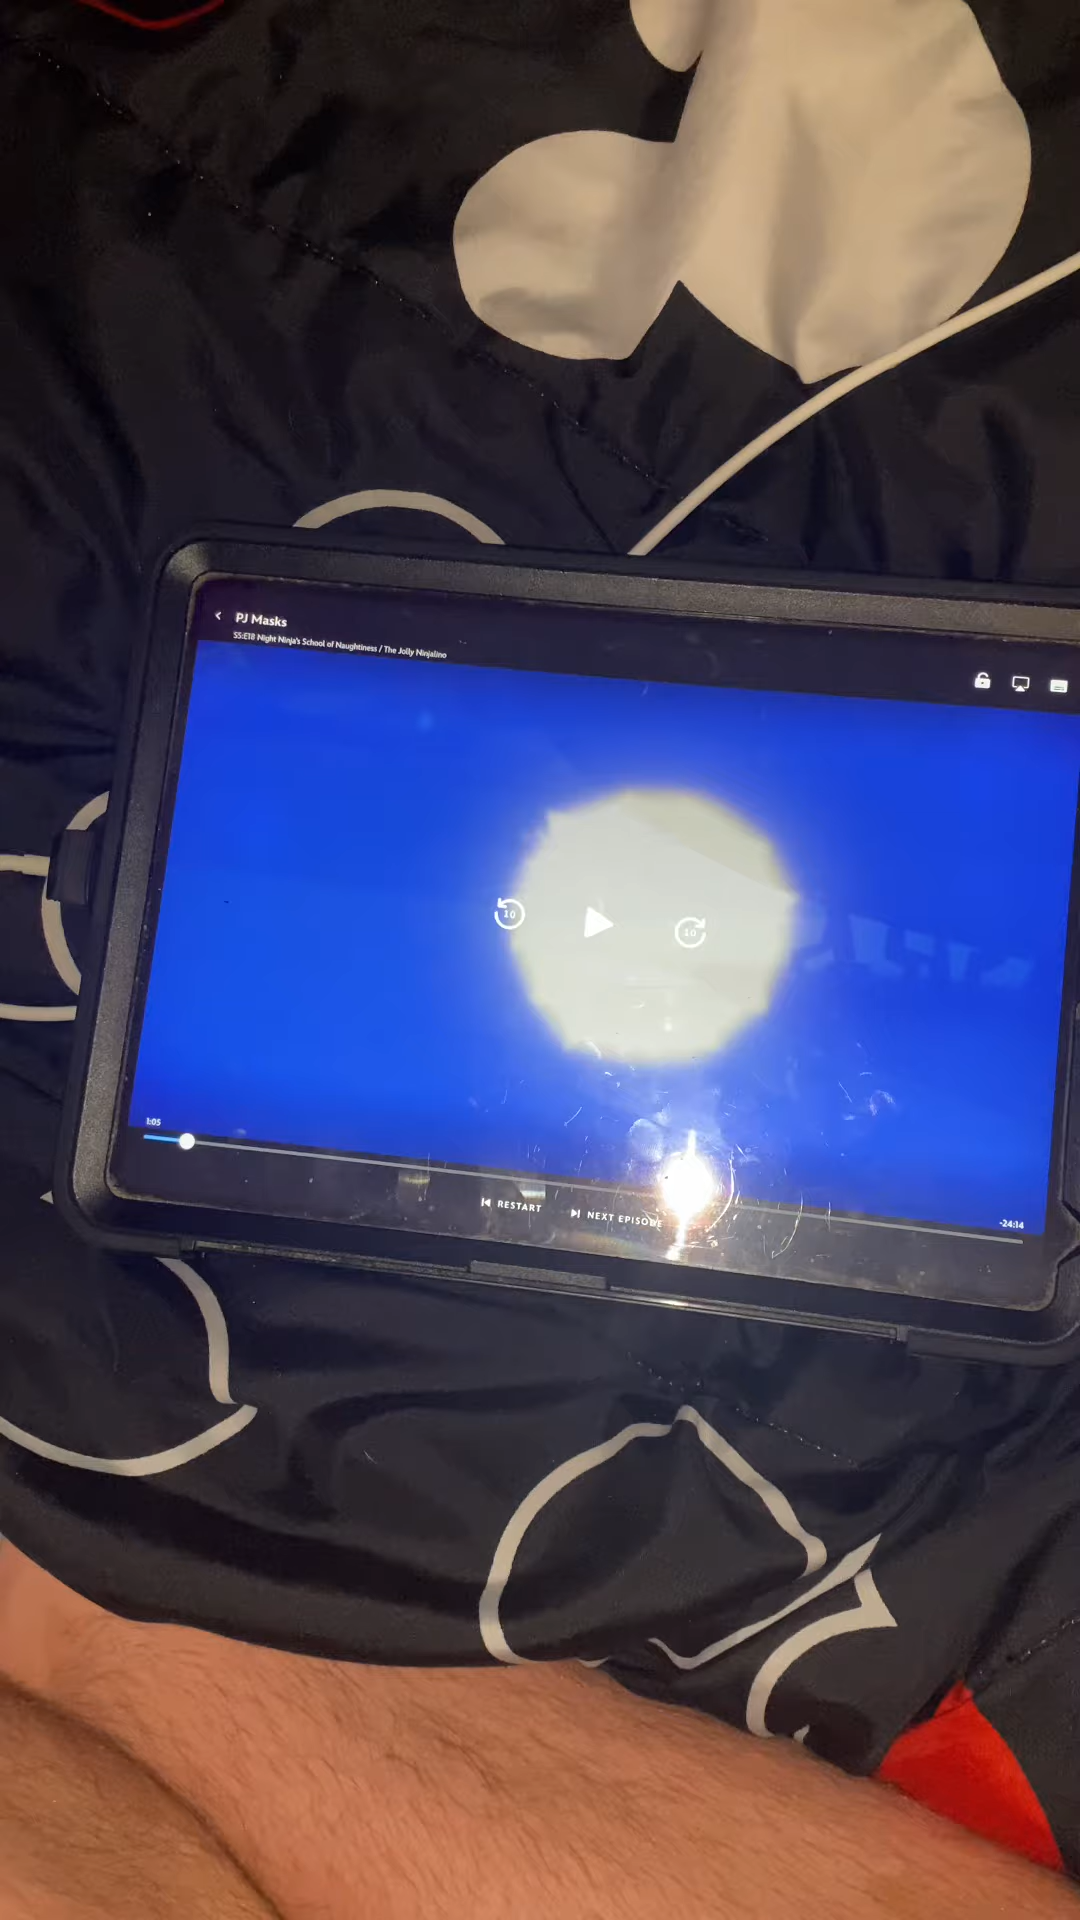 PJ Masks
S5:E18 Night Ninja's School of Naughtiness / The Jolly Ninjalino
10
10
1:05
RESTART
NEXT EPISODE
-24:14